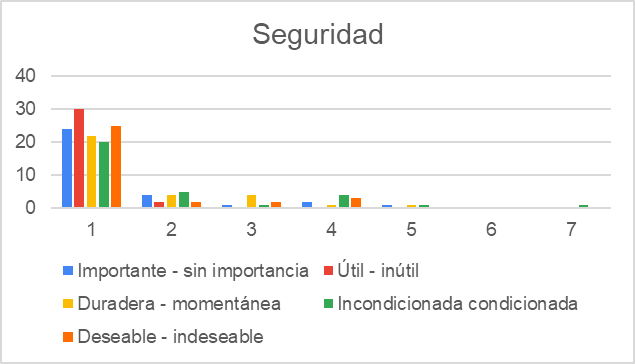 Seguridad
40
30
20
10
0
1 2 3 4 5 6 7
Importante - sin importancia Útil - inútil
Duradera - momentánea Incondicionada condicionada
Deseable - indeseable